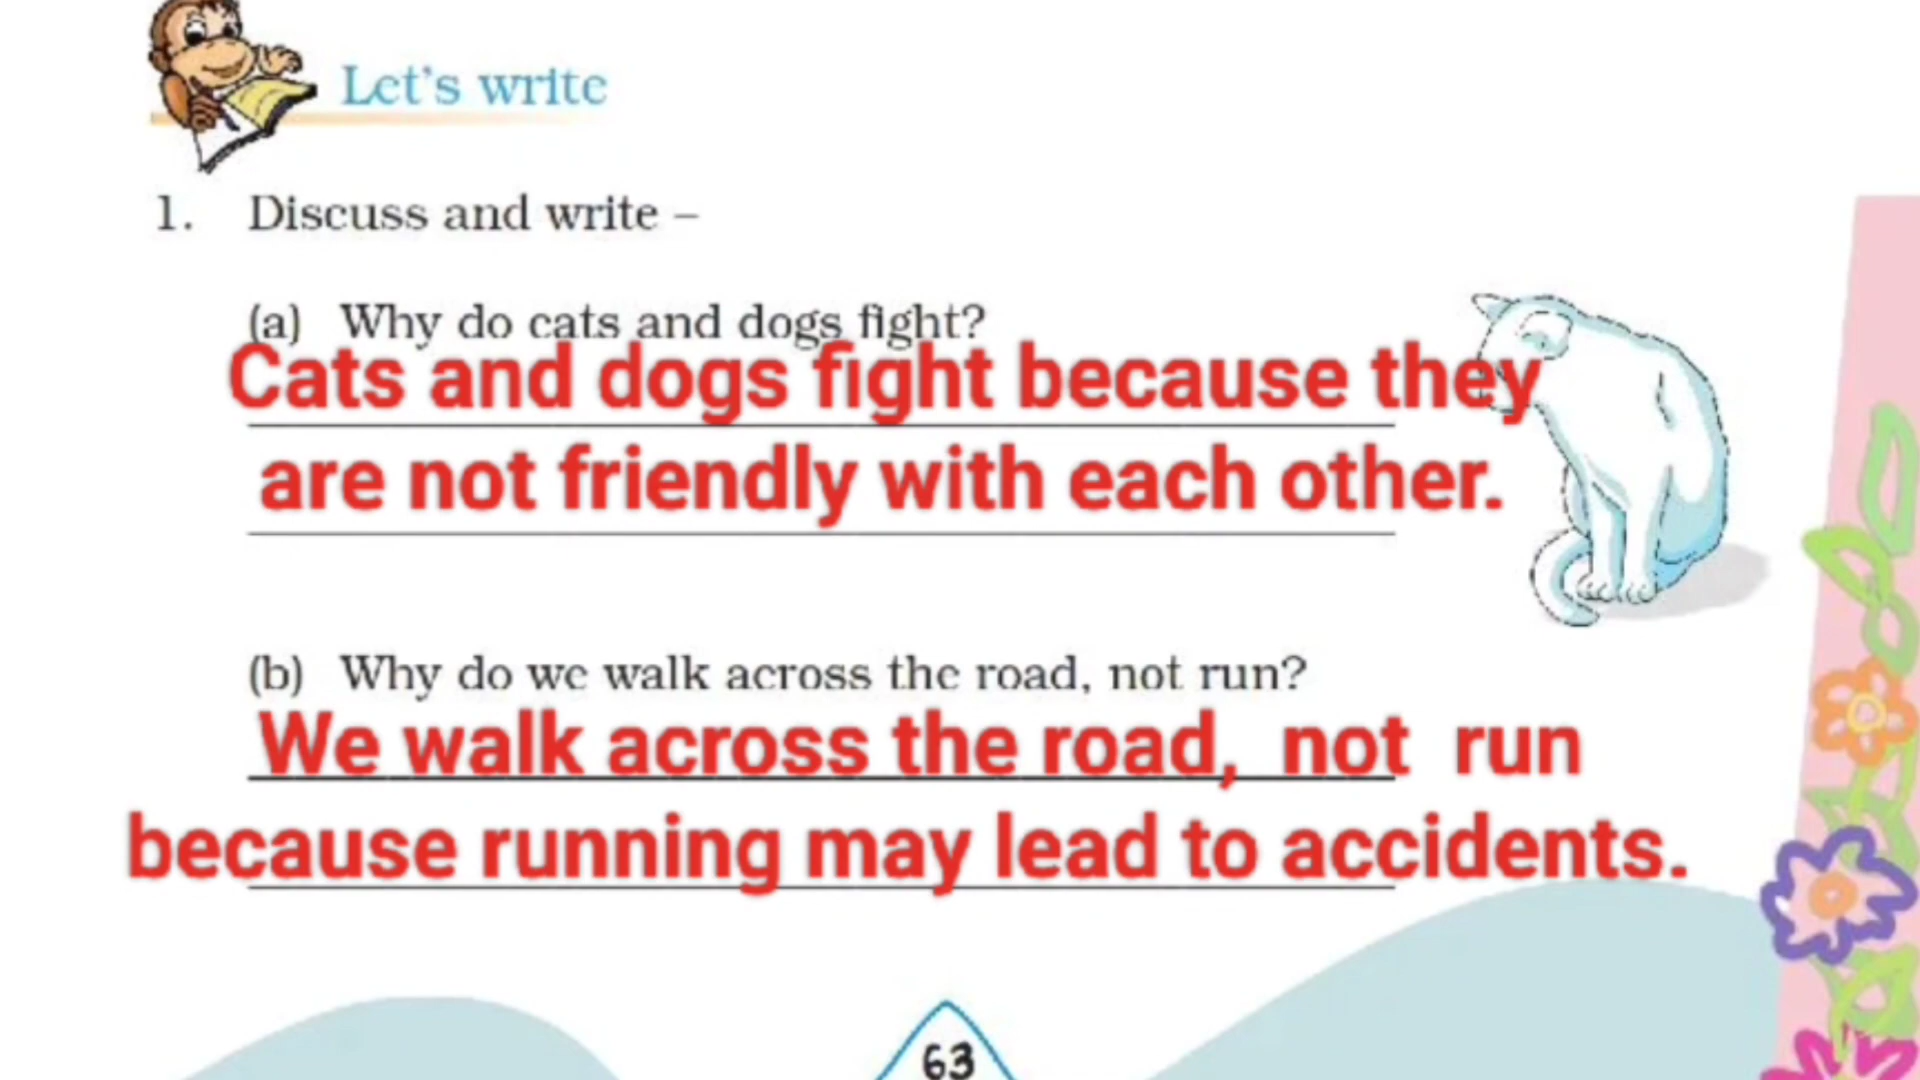 Let's write
1. Discuss and write –
(a) Why do cats and dogs fight?
Cats and dogs fight because they
are not friendly with each other.
(b) Why do we walk across the road, not run?
We walk across the road, not run
because running may lead to accidents.
63